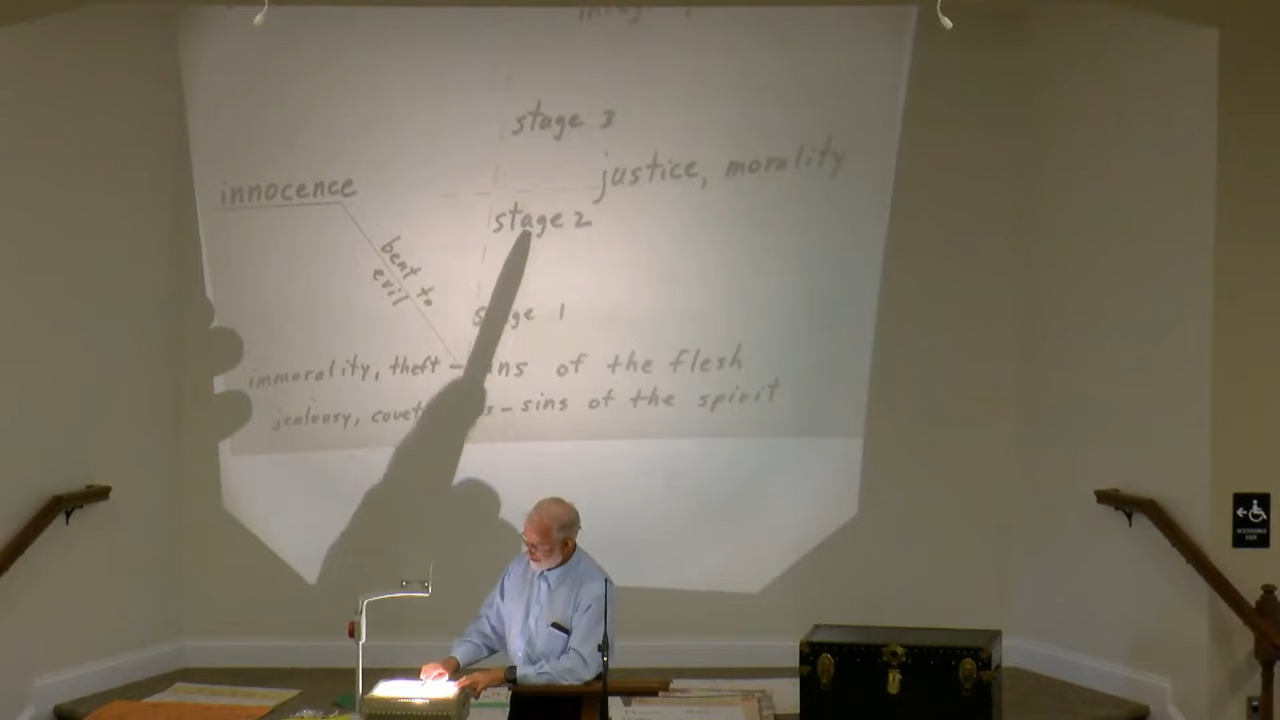 stage 3
justice, morality
innocence
stage 2
bent to
evil
stage 1
immorality, theft - sins of the flesh
jealousy, - sins of the spirit